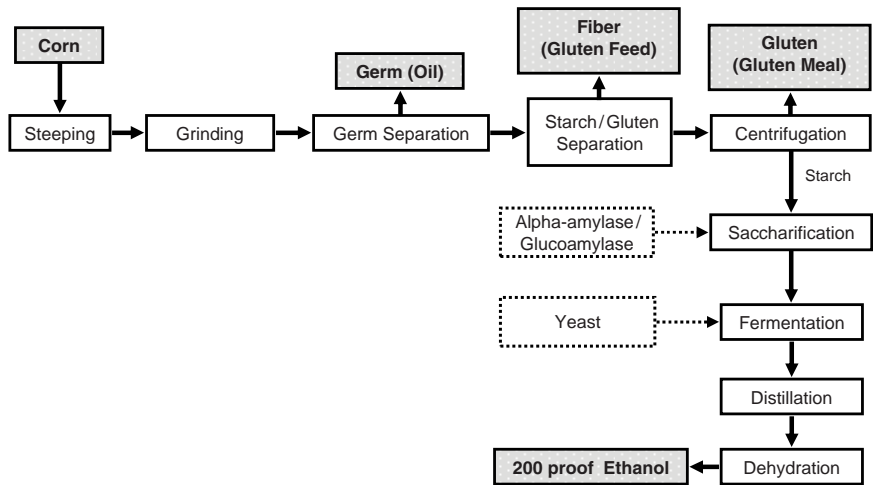 Corn
Germ (Oil)
Fiber
(Gluten Feed)
Gluten
(Gluten Meal)
Steeping
Grinding
Germ Separation
Starch/Gluten
Separation
Centrifugation
Starch
Alpha-amylase/
Glucoamylase
Saccharification
Yeast
Fermentation
Distillation
200 proof Ethanol
Dehydration